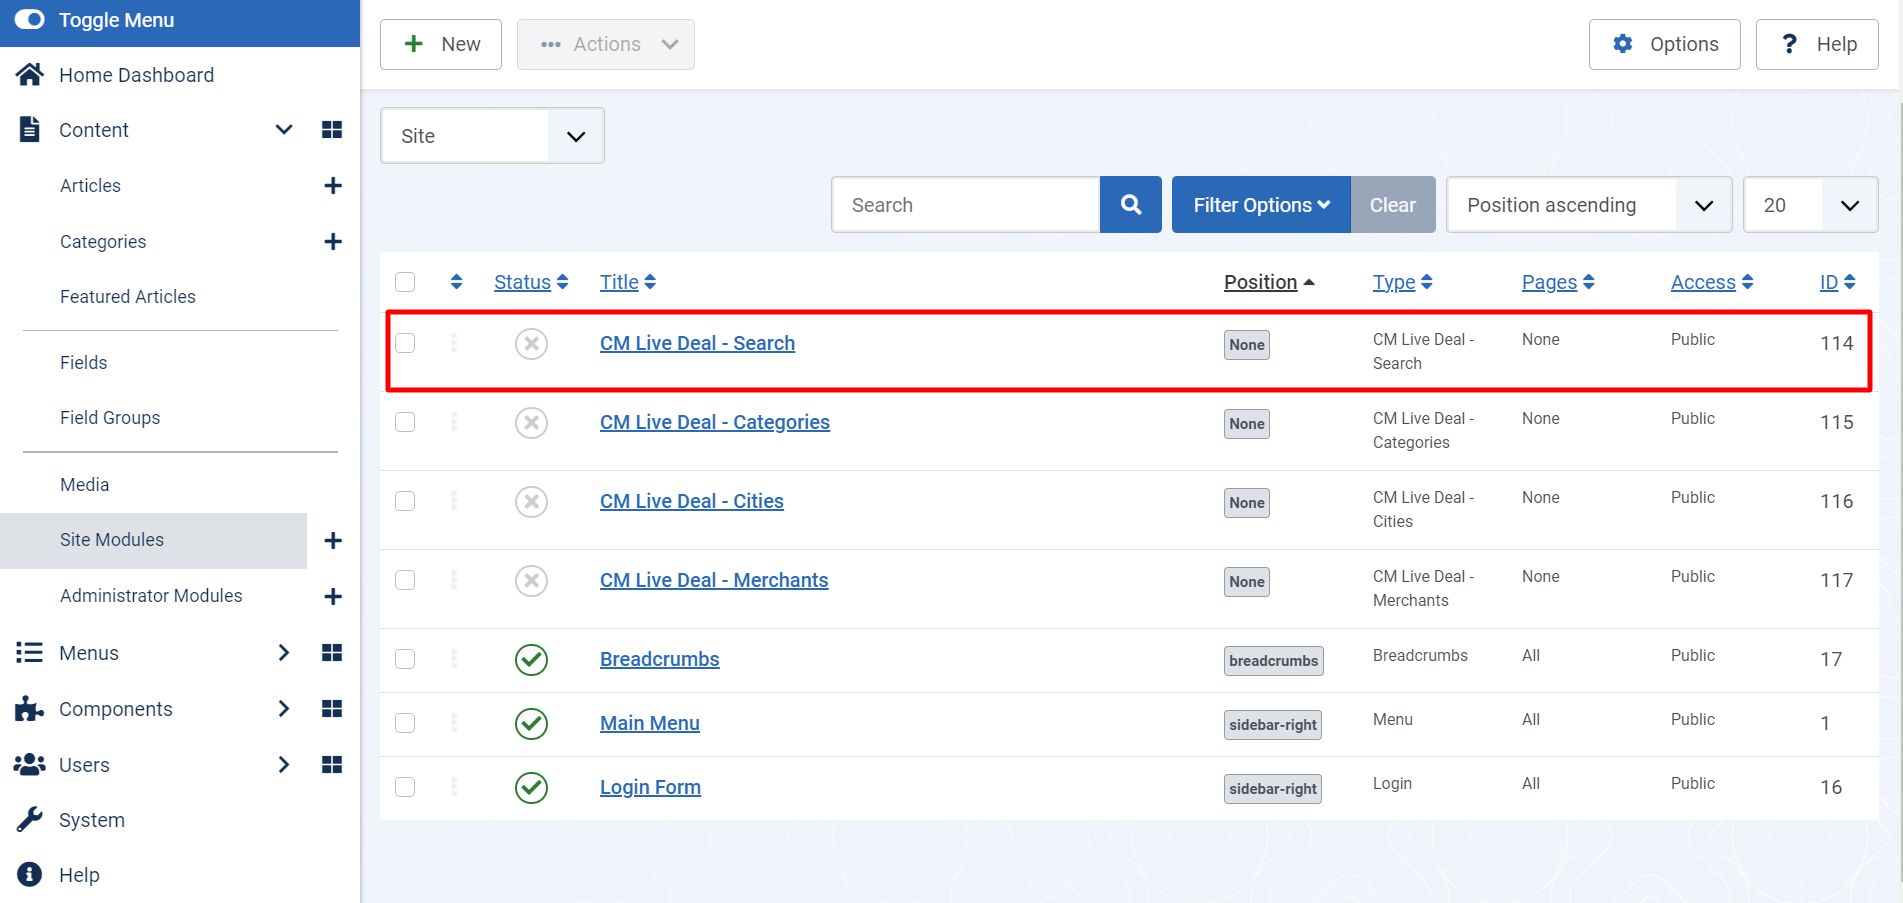 Toggle Menu
Home Dashboard
Content
Articles
Categories
Featured Articles
Fields
Field Groups
Media
Site Modules
Administrator Modules
Menus
Components
Users
System
Help
New
Actions
Options
Help
Site
Search
Filter Options
Clear
Position ascending
20
Status Title Position Type Pages Access ID
CM Live Deal - Search None CM Live Deal - None Public 114
Search
CM Live Deal - Categories None CM Live Deal - None Public 115
Categories
CM Live Deal - Cities None CM Live Deal - None Public 116
Cities
CM Live Deal - Merchants None CM Live Deal - None Public 117
Merchants
Breadcrumbs breadcrumbs Breadcrumbs All Public 17
Main Menu sidebar-right Menu All Public 1
Login Form sidebar-right Login All Public 16